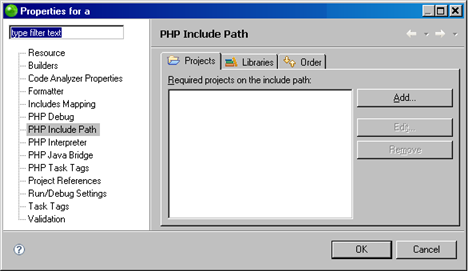 Properties for a
type filter text
Resource
Builders
Code Analyzer Properties
Formatter
Includes Mapping
PHP Debug
PHP Include Path
PHP Interpreter
PHP Java Bridge
PHP Task Tags
Project References
Run/Debug Settings
Task Tags
Validation
PHP Include Path
Projects
Libraries
Order
Required projects on the include path:
Add...
Edit...
Remove
?
OK
Cancel